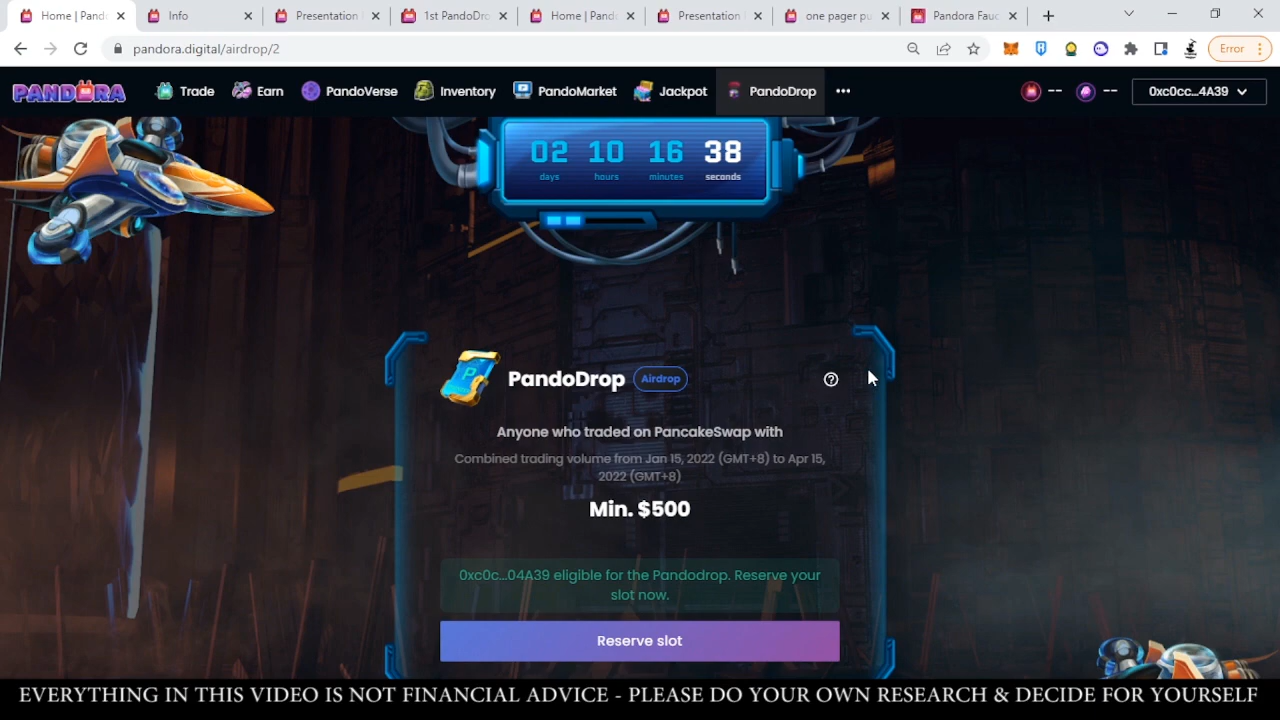 Home | Pand
Info
Presentation
1st PandoDro
Home | Pand
Presentation
one pager pu
Pandora Fauc
pandora.digital/airdrop/2
Error
PANDORA
Trade
Earn
PandoVerse
Inventory
PandoMarket
Jackpot
PandoDrop
--
--
0xc0cc...4A39
02 10 16 38
days hours minutes seconds
PandoDrop
Airdrop
Anyone who traded on PancakeSwap with
Combined trading volume from Jan 15, 2022 (GMT+8) to Apr 15,
2022 (GMT+8)
Min. $500
0xc0c...04A39 eligible for the Pandodrop. Reserve your
slot now.
Reserve slot
EVERYTHING IN THIS VIDEO IS NOT FINANCIAL ADVICE - PLEASE DO YOUR OWN RESEARCH & DECIDE FOR YOURSELF